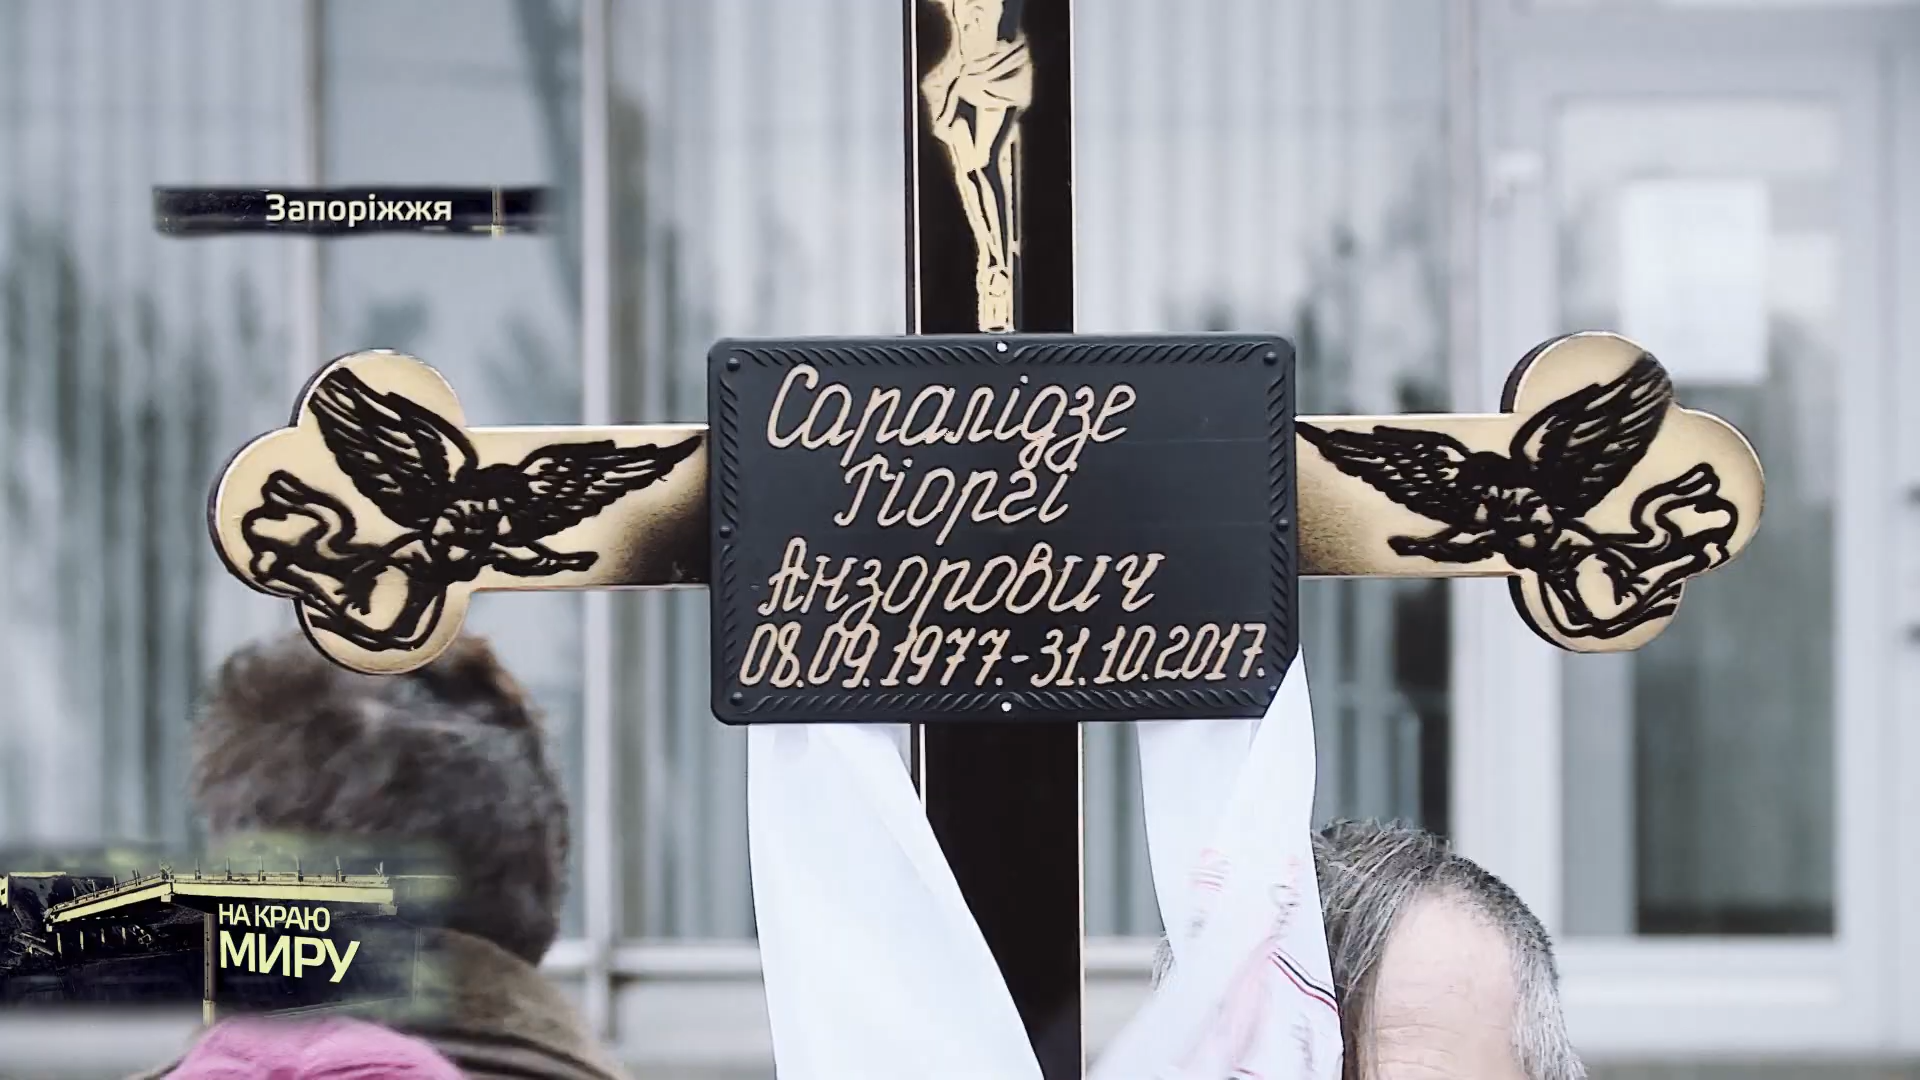 Запоріжжя
Саралідзе
Гіоргі
Анзорович
08.09.1977.-31.10.2017.
НА КРАЮ
МИРУ